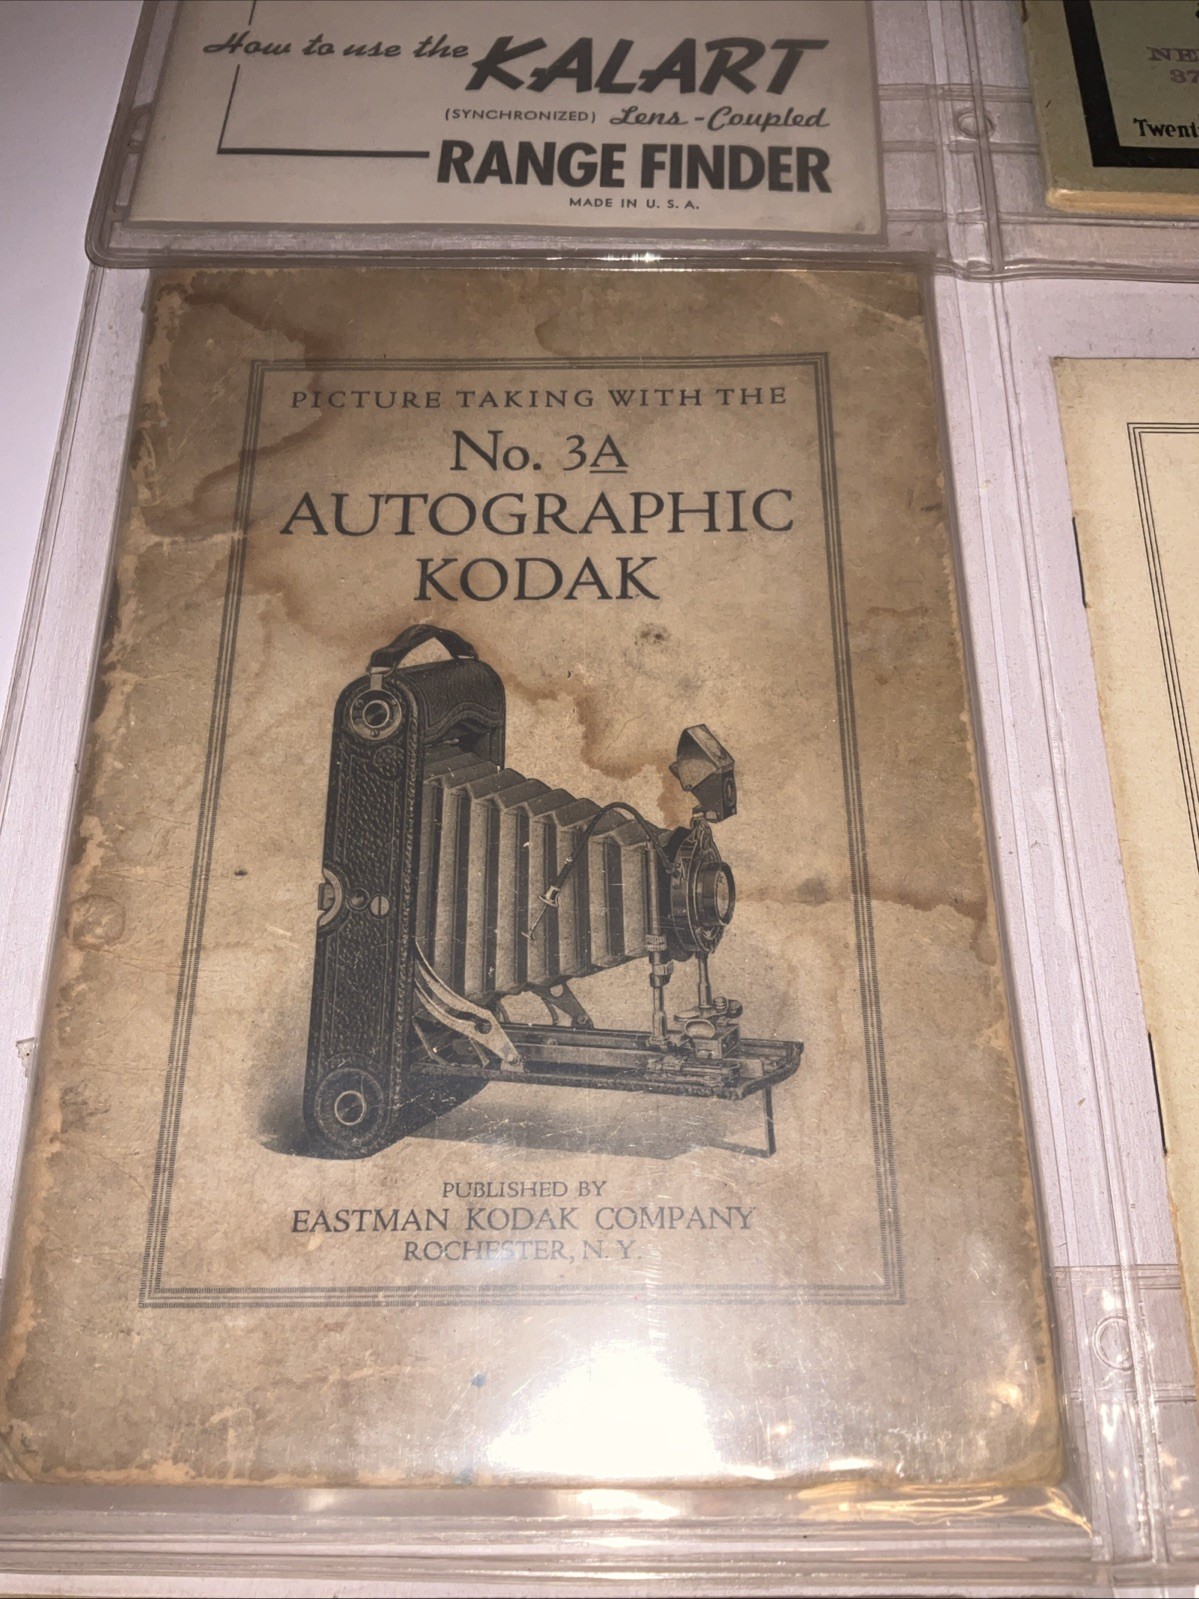 How to use the KALART
(SYNCHRONIZED) Lens-Coupled
RANGE FINDER
MADE IN U. S. A.
37
PICTURE TAKING WITH THE
No. 3A
AUTOGRAPHIC
KODAK
PUBLISHED BY
EASTMAN KODAK COMPANY
ROCHESTER, N. Y.